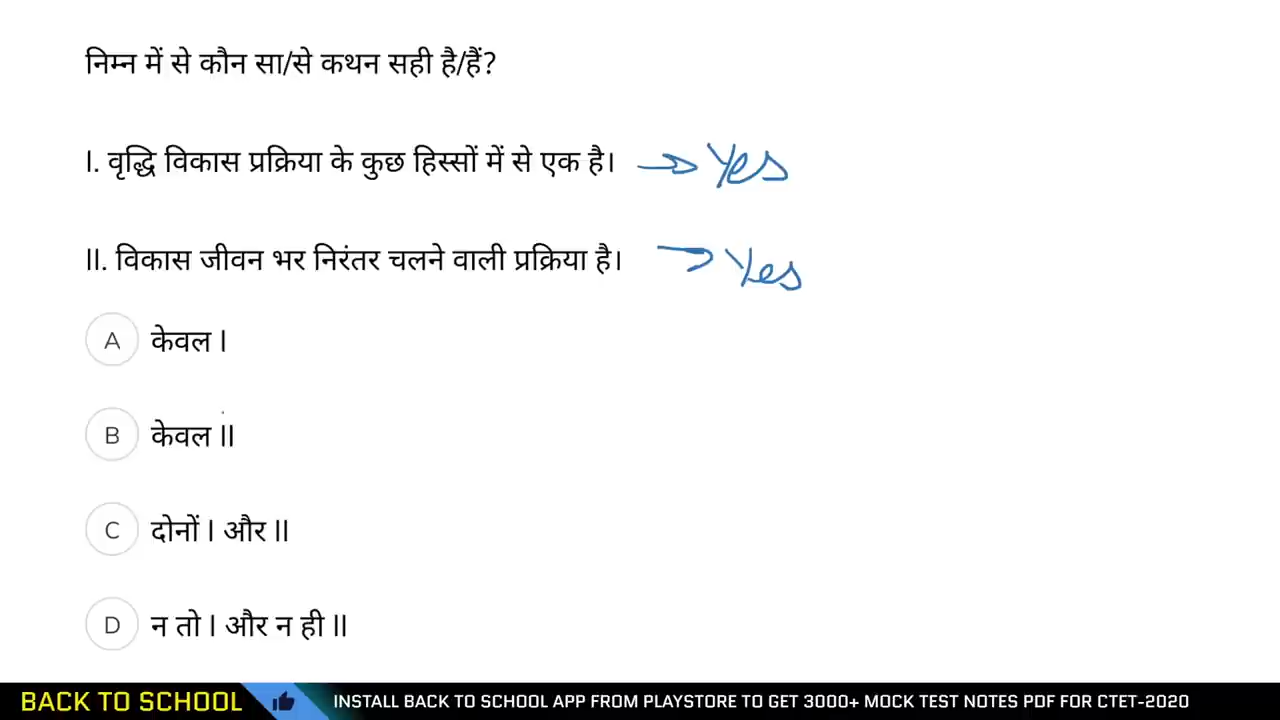 निम्न में से कौन सा/से कथन सही है/हैं?
I. वृद्धि विकास प्रक्रिया के कुछ हिस्सों में से एक है। → Yes
II. विकास जीवन भर निरंतर चलने वाली प्रक्रिया है। → Yes
A केवल I
B केवल II
C दोनों I और II
D न तो I और न ही II
BACK TO SCHOOL INSTALL BACK TO SCHOOL APP FROM PLAYSTORE TO GET 3000+ MOCK TEST NOTES PDF FOR CTET-2020